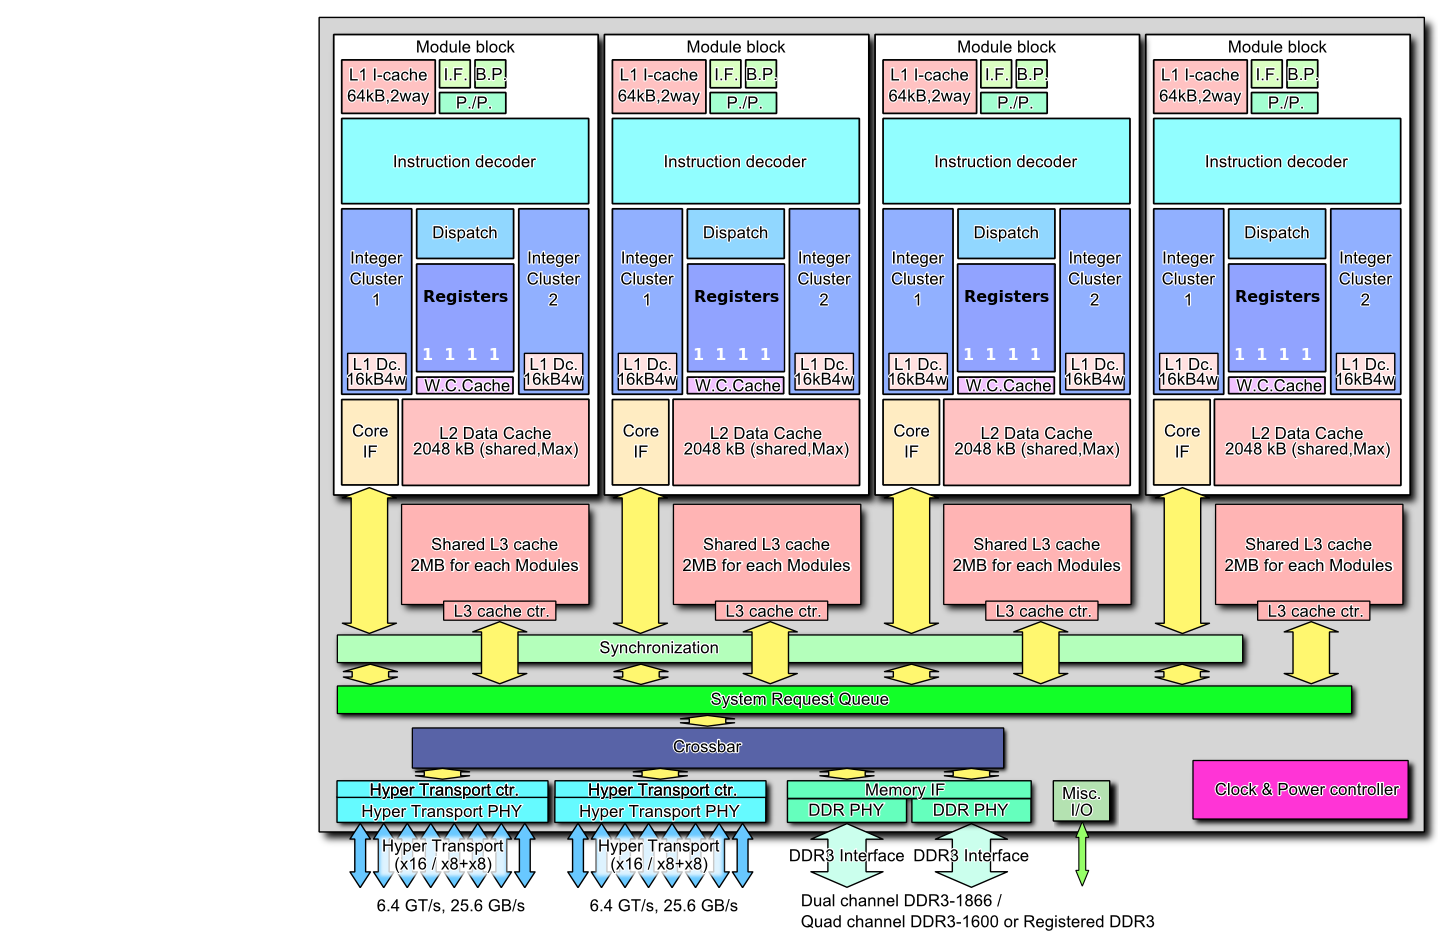 Module block
L1 I-cache
64kB,2way
I.F.
B.P.
P./P.
Instruction decoder
Integer
Cluster
1
Dispatch
Registers
1 1 1 1
Integer
Cluster
2
L1 Dc.
16kB4w
W.C.Cache
L1 Dc.
16kB4w
Core
IF
L2 Data Cache
2048 kB (shared,Max)
Module block
L1 I-cache
64kB,2way
I.F.
B.P.
P./P.
Instruction decoder
Integer
Cluster
1
Dispatch
Registers
1 1 1 1
Integer
Cluster
2
L1 Dc.
16kB4w
W.C.Cache
L1 Dc.
16kB4w
Core
IF
L2 Data Cache
2048 kB (shared,Max)
Module block
L1 I-cache
64kB,2way
I.F.
B.P.
P./P.
Instruction decoder
Integer
Cluster
1
Dispatch
Registers
1 1 1 1
Integer
Cluster
2
L1 Dc.
16kB4w
W.C.Cache
L1 Dc.
16kB4w
Core
IF
L2 Data Cache
2048 kB (shared,Max)
Module block
L1 I-cache
64kB,2way
I.F.
B.P.
P./P.
Instruction decoder
Integer
Cluster
1
Dispatch
Registers
1 1 1 1
Integer
Cluster
2
L1 Dc.
16kB4w
W.C.Cache
L1 Dc.
16kB4w
Core
IF
L2 Data Cache
2048 kB (shared,Max)
Shared L3 cache
2MB for each Modules
L3 cache ctr.
Shared L3 cache
2MB for each Modules
L3 cache ctr.
Shared L3 cache
2MB for each Modules
L3 cache ctr.
Shared L3 cache
2MB for each Modules
L3 cache ctr.
Synchronization
System Request Queue
Crossbar
Hyper Transport ctr.
Hyper Transport PHY
Hyper Transport ctr.
Hyper Transport PHY
Memory IF
DDR PHY
DDR PHY
Misc.
I/O
Clock & Power controller
Hyper Transport
(x16 / x8+x8)
Hyper Transport
(x16 / x8+x8)
DDR3 Interface
DDR3 Interface
6.4 GT/s, 25.6 GB/s
6.4 GT/s, 25.6 GB/s
Dual channel DDR3-1866 /
Quad channel DDR3-1600 or Registered DDR3